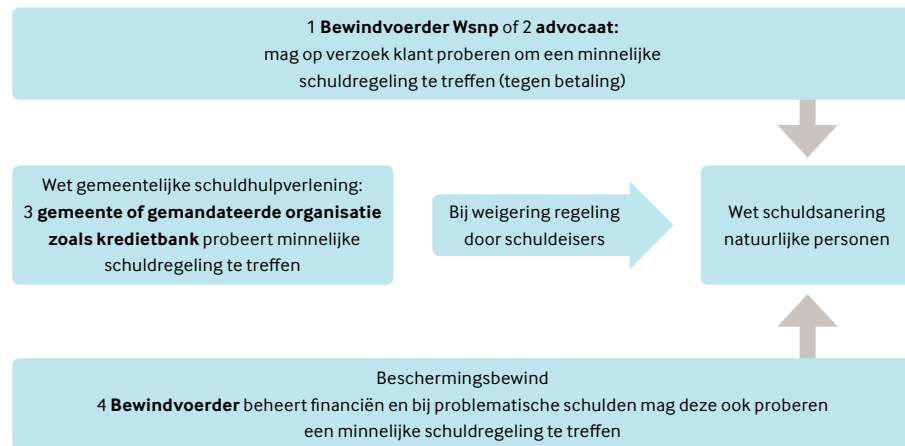 1 Bewindvoerder Wsnp of 2 advocaat:
mag op verzoek klant proberen om een minnelijke
schuldregeling te treffen (tegen betaling)
Wet gemeentelijke schuldhulpverlening:
3 gemeente of gemandateerde organisatie
zoals kredietbank probeert minnelijke
schuldregeling te treffen
Bij weigering regeling
door schuldeisers
Wet schuldsanering
natuurlijke personen
Beschermingsbewind
4 Bewindvoerder beheert financiën en bij problematische schulden mag deze ook proberen
een minnelijke schuldregeling te treffen